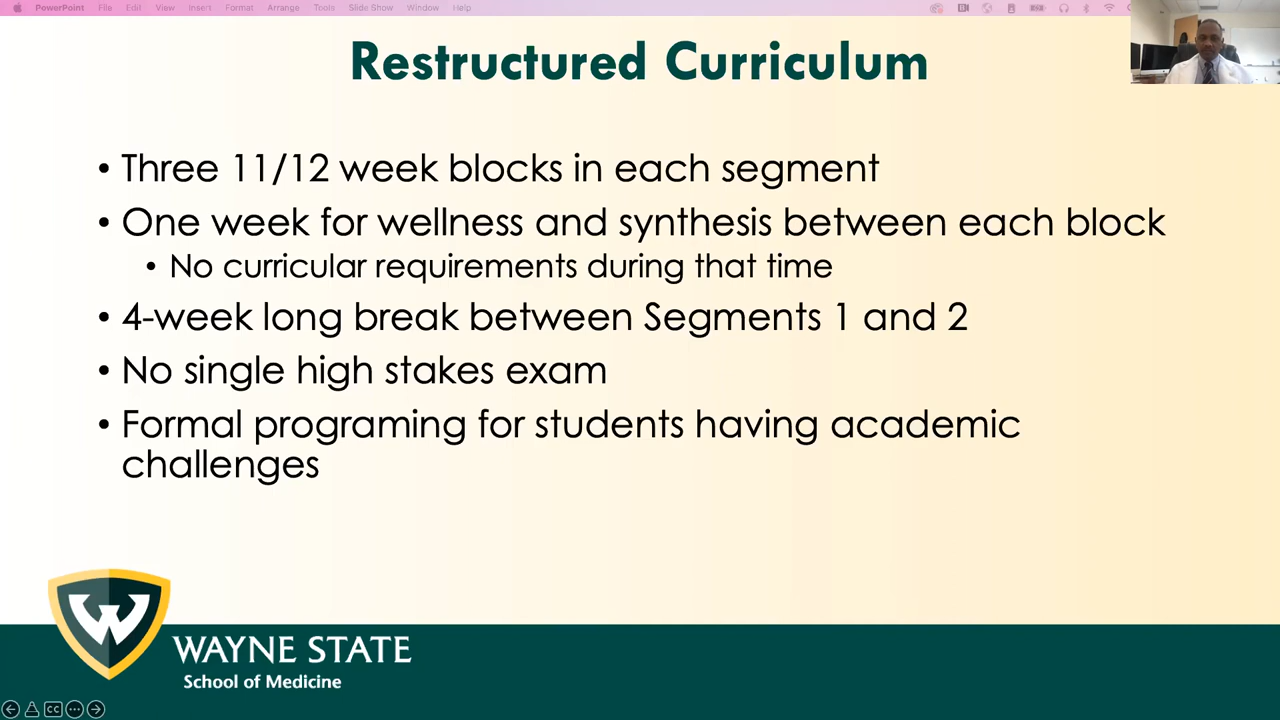 PowerPoint File Edit View Insert Format Arrange Tools Slide Show Window Help
Restructured Curriculum
• Three 11/12 week blocks in each segment
• One week for wellness and synthesis between each block
• No curricular requirements during that time
• 4-week long break between Segments 1 and 2
• No single high stakes exam
• Formal programing for students having academic
challenges
W
WAYNE STATE
School of Medicine
CC